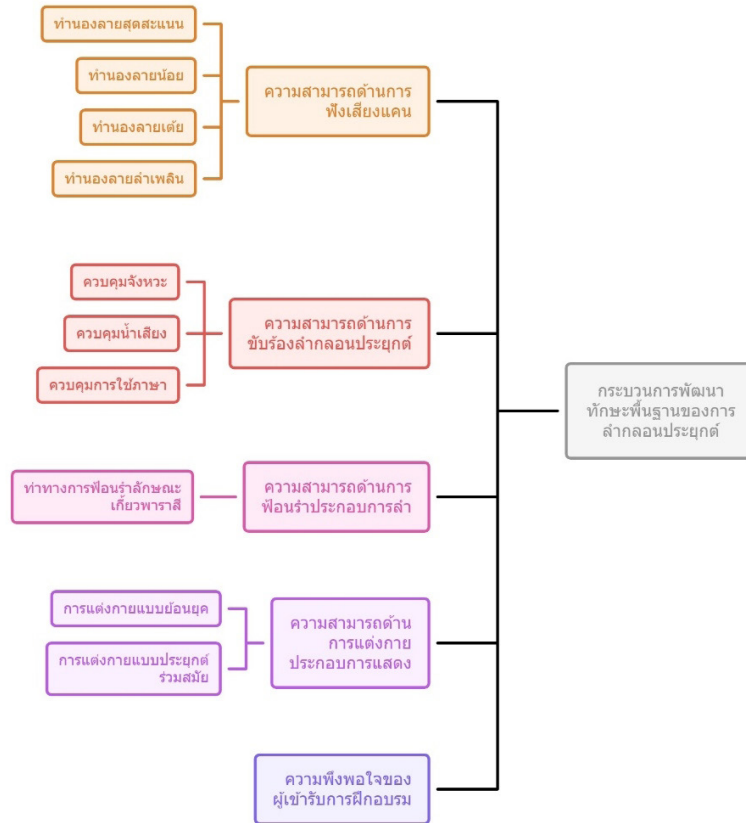 ทำนองลายสุดสะแนน
ทำนองลายน้อย
ทำนองลายเต้ย
ทำนองลายลำเพลิน
ความสามารถด้านการ
ฟังเสียงแคน
ควบคุมจังหวะ
ควบคุมน้ำเสียง
ควบคุมการใช้ภาษา
ความสามารถด้านการ
ขับร้องลำกลอนประยุกต์
ท่าทางการฟ้อนรำลักษณะ
เกี้ยวพาราสี
ความสามารถด้านการ
ฟ้อนรำประกอบการลำ
การแต่งกายแบบย้อนยุค
การแต่งกายแบบประยุกต์
ร่วมสมัย
ความสามารถด้าน
การแต่งกาย
ประกอบการแสดง
ความพึงพอใจของ
ผู้เข้ารับการฝึกอบรม
กระบวนการพัฒนา
ทักษะพื้นฐานของการ
ลำกลอนประยุกต์